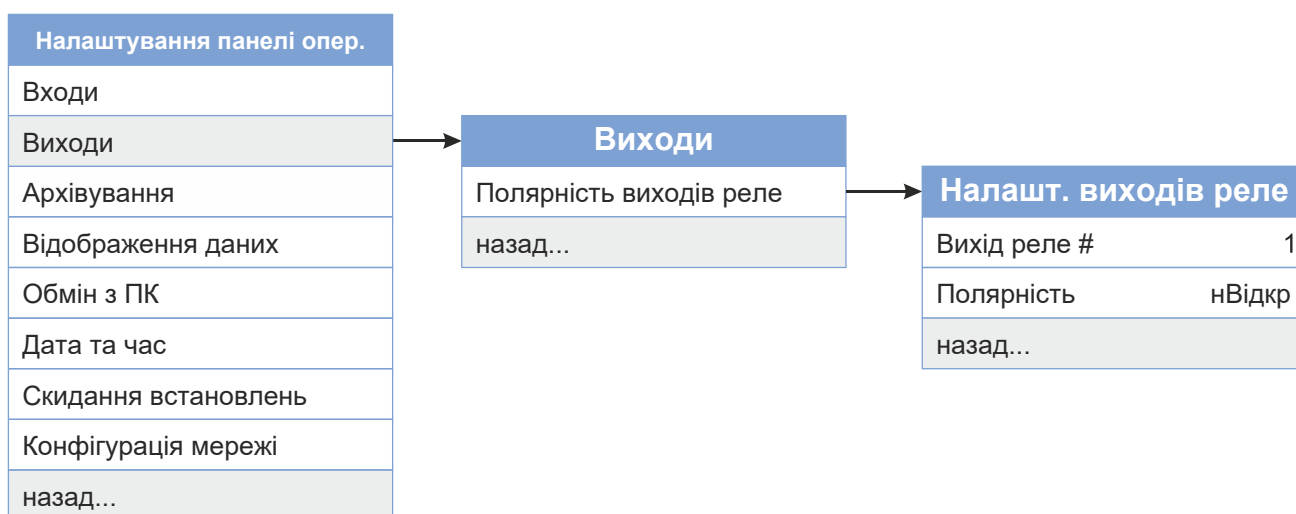 Налаштування панелі опер.
Входи
Виходи
Архівування
Відображення даних
Обмін з ПК
Дата та час
Скидання встановлень
Конфігурація мережі
назад...
Виходи
Полярність виходів реле
назад...
Налашт. виходів реле
Вихід реле # 1
Полярність нВідкр
назад...